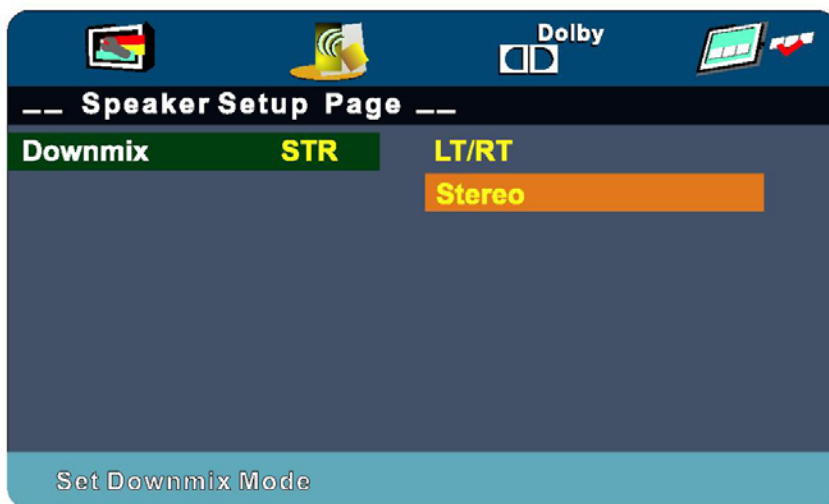 Dolby
__ Speaker Setup Page __
Downmix STR LT/RT
Stereo
Set Downmix Mode